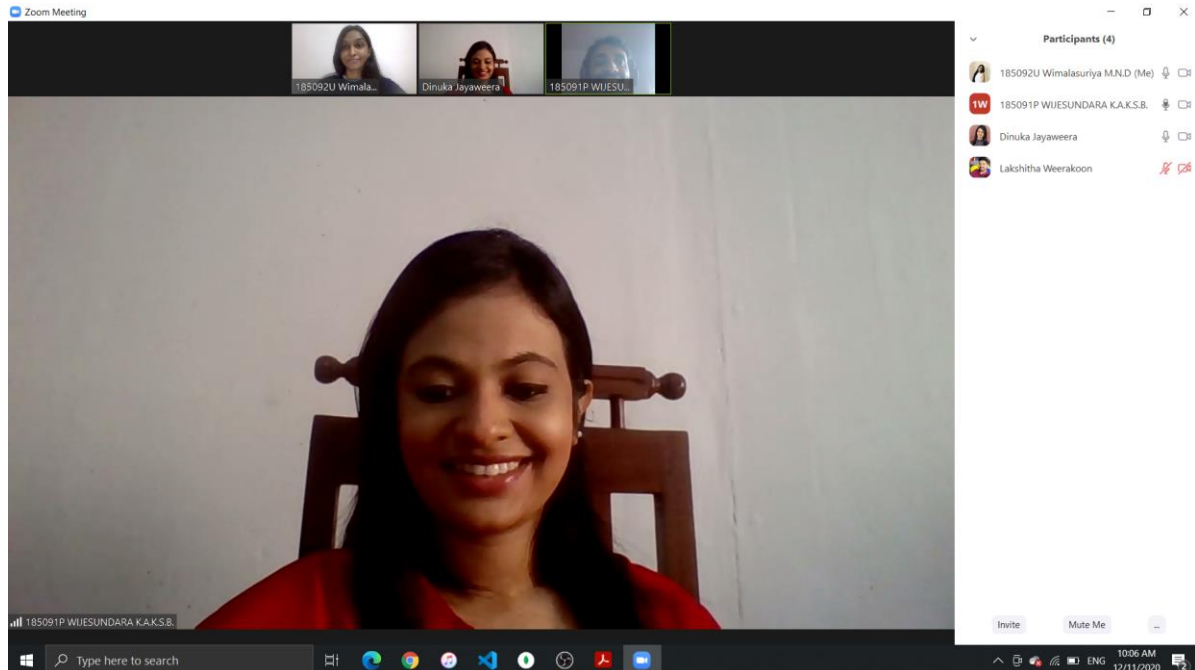 Zoom Meeting
185092U Wimala...
Dinuka Jayaweera
185091P WIJESU...
Participants (4)
185092U Wimalasuriya M.N.D (Me)
1W
185091P WIJESUNDARA K.A.K.S.B.
Dinuka Jayaweera
Lakshitha Weerakoon
185091P WIJESUNDARA K.A.K.S.B.
Invite
Mute Me
...
Type here to search
ENG
10:06 AM
12/11/2020